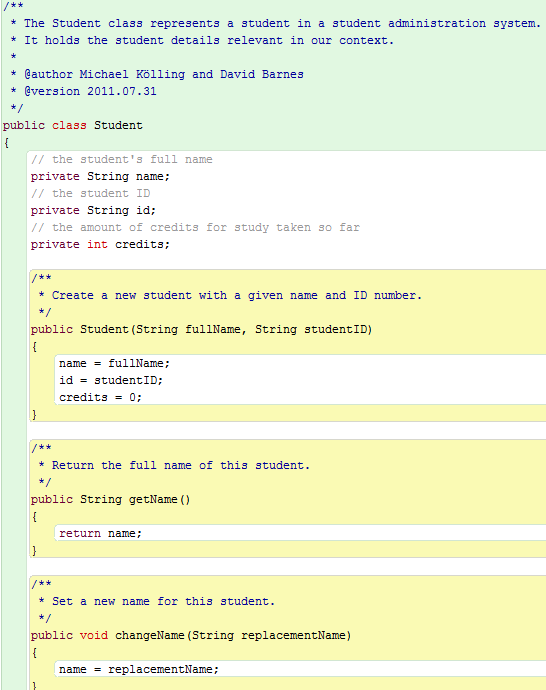 /**
 * The Student class represents a student in a student administration system.
 * It holds the student details relevant in our context.
 *
 * @author Michael Kölling and David Barnes
 * @version 2011.07.31
 */
public class Student
{
    // the student's full name
    private String name;
    // the student ID
    private String id;
    // the amount of credits for study taken so far
    private int credits;

    /**
     * Create a new student with a given name and ID number.
     */
    public Student(String fullName, String studentID)
    {
        name = fullName;
        id = studentID;
        credits = 0;
    }

    /**
     * Return the full name of this student.
     */
    public String getName()
    {
        return name;
    }

    /**
     * Set a new name for this student.
     */
    public void changeName(String replacementName)
    {
        name = replacementName;
    }